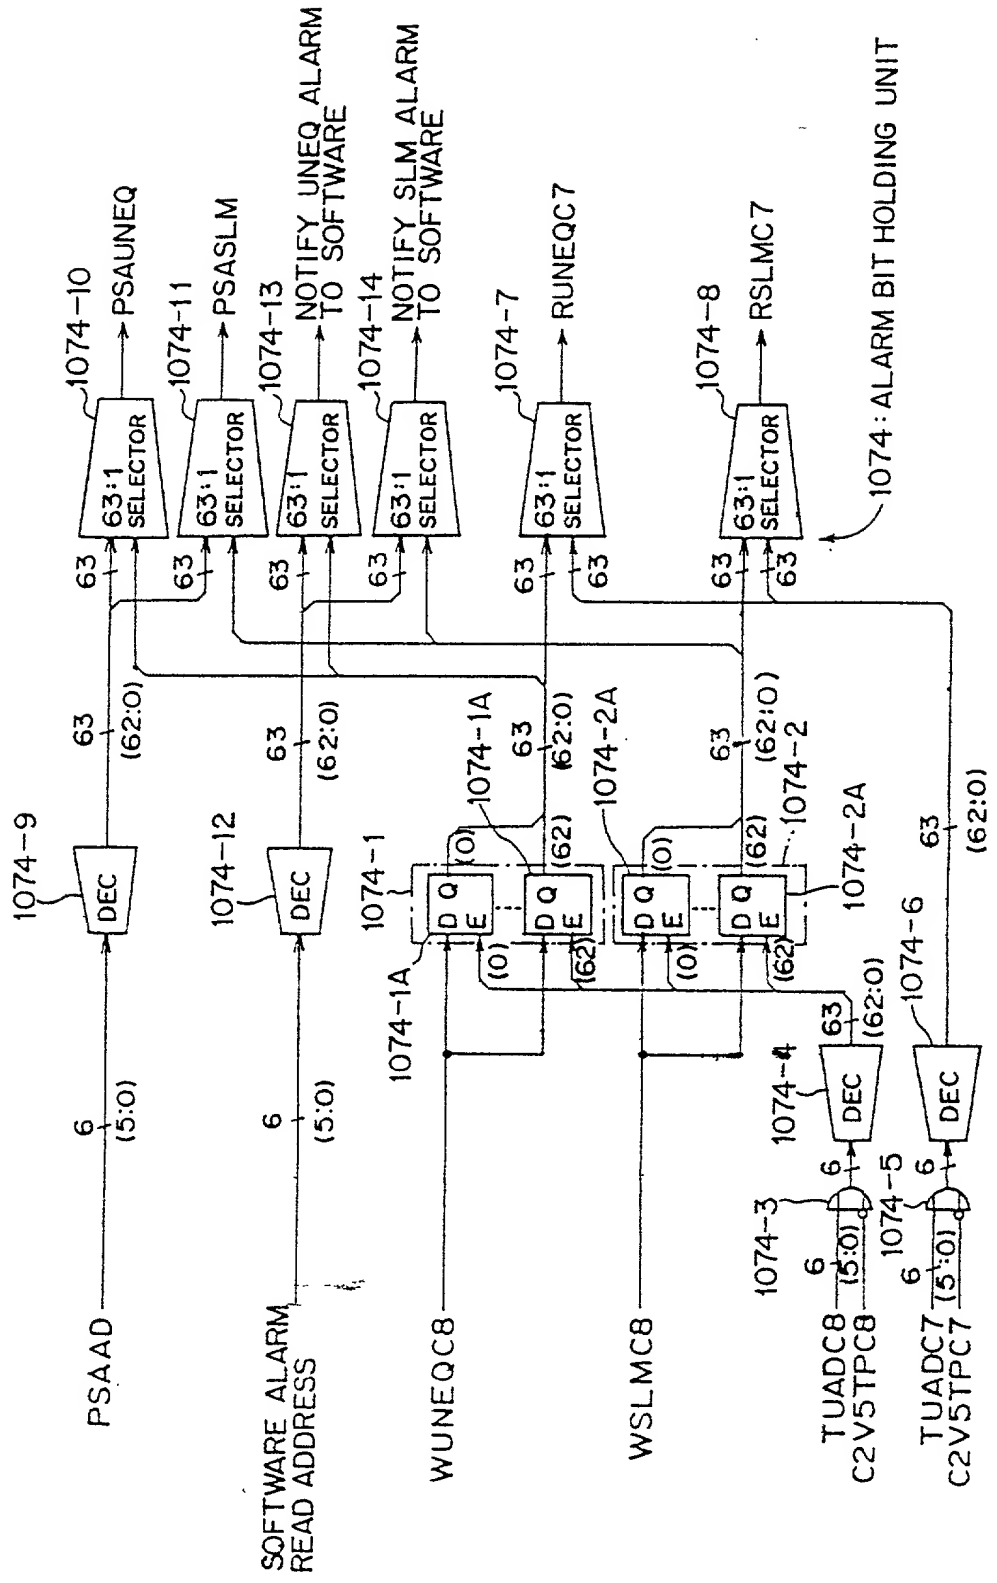 PSAAD
6
(5:0)
1074-9
DEC
63
(62:0)
63
63:1
SELECTOR
1074-10
PSAUNEQ
63
63:1
SELECTOR
1074-11
PSASLM
SOFTWARE ALARM
READ ADDRESS
6
(5:0)
1074-12
DEC
63
(62:0)
63
63:1
SELECTOR
1074-13
NOTIFY UNEQ ALARM
TO SOFTWARE
63
63:1
SELECTOR
1074-14
NOTIFY SLM ALARM
TO SOFTWARE
WUNEQC8
1074-1A
1074-1
D Q
E
(0)
(0)
D Q
E
(62)
(62)
1074-1A
63
(62:0)
63
63
63:1
SELECTOR
1074-7
RUNEQC7
WSLMC8
1074-2A
D Q
E
(0)
(0)
D Q
E
(62)
(62)
1074-2
1074-2A
63
(62:0)
63
63
63:1
SELECTOR
1074-8
RSLMC7
TUADC8
C2V5TPC8
6
(5:0)
1074-3
6
1074-4
DEC
63
(62:0)
TUADC7
C2V5TPC7
6
(5:0)
1074-5
6
DEC
1074-6
63
(62:0)
1074: ALARM BIT HOLDING UNIT